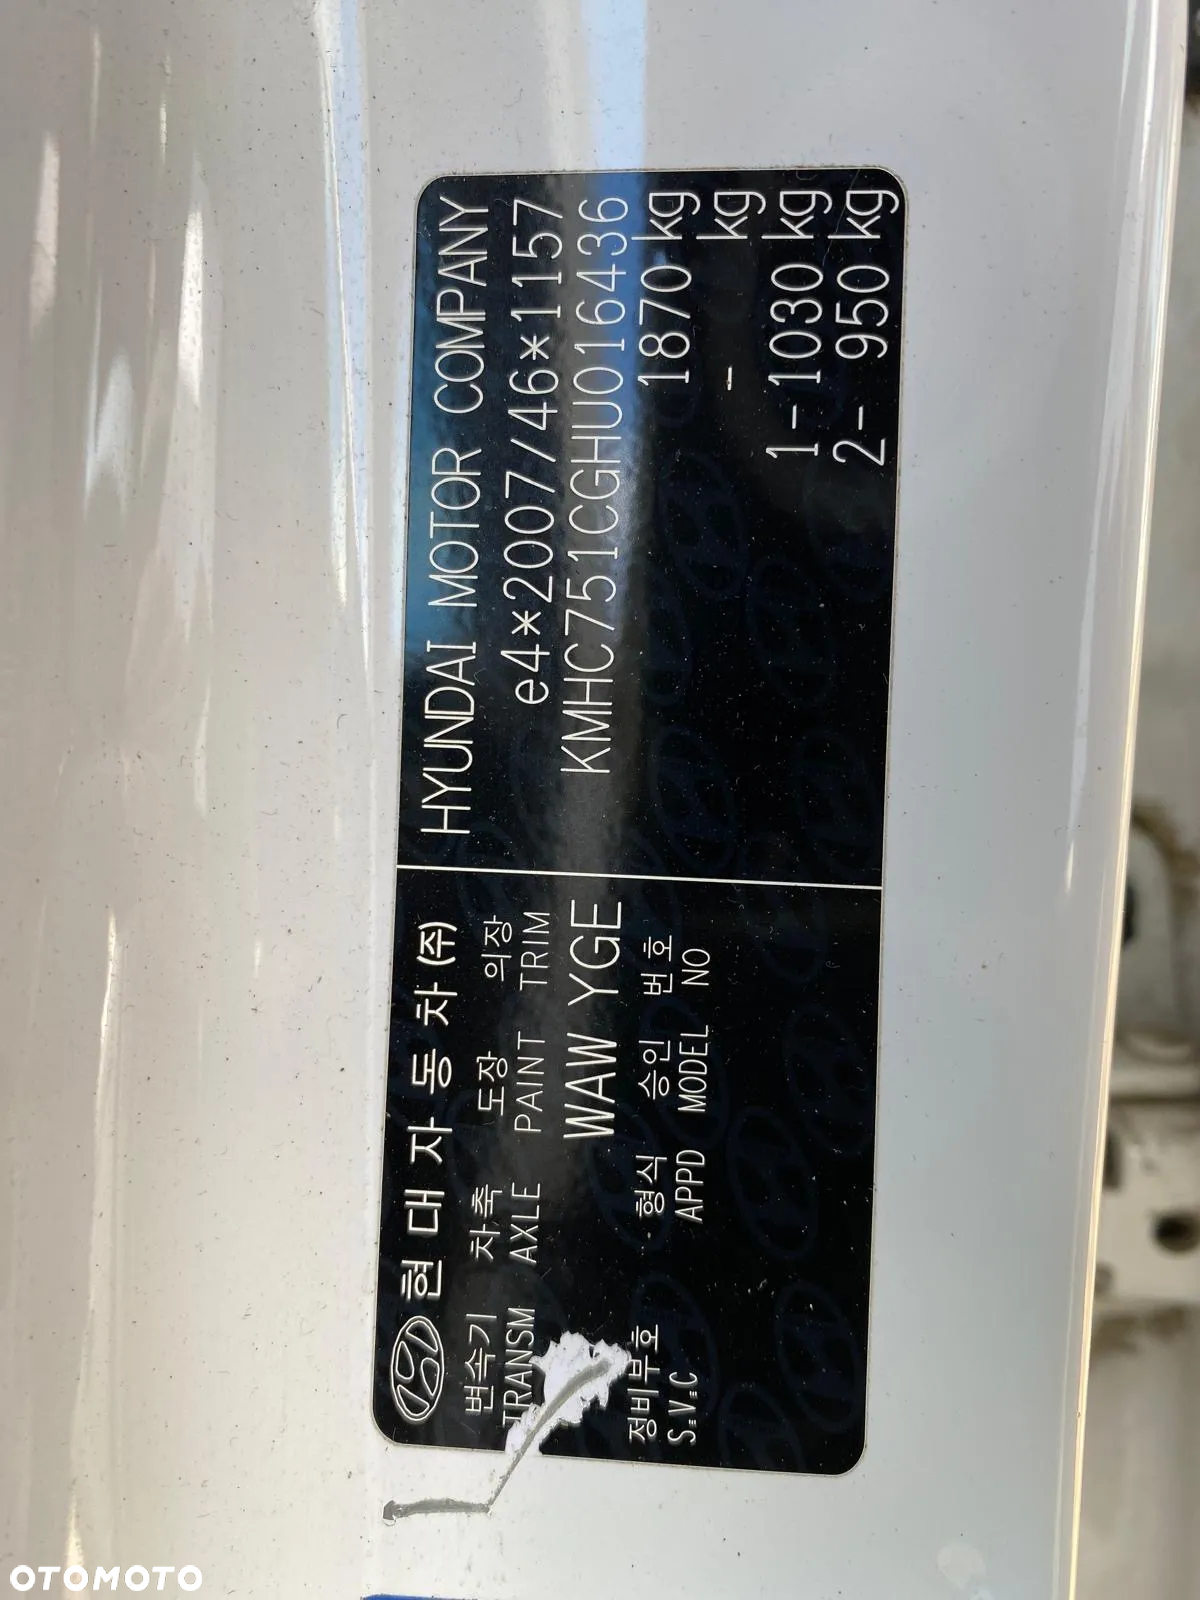 현대자동차(주)
변속기 차축 도장 의장
TRANSM AXLE PAINT TRIM
WAW YGE
정비부호 형식 승인 번호
S.V.C APPD MODEL NO
HYUNDAI MOTOR COMPANY
e4*2007/46*1157
KMHC751CGHU016436
1870 kg
- kg
1-1030 kg
2- 950 kg
OTOMOTO